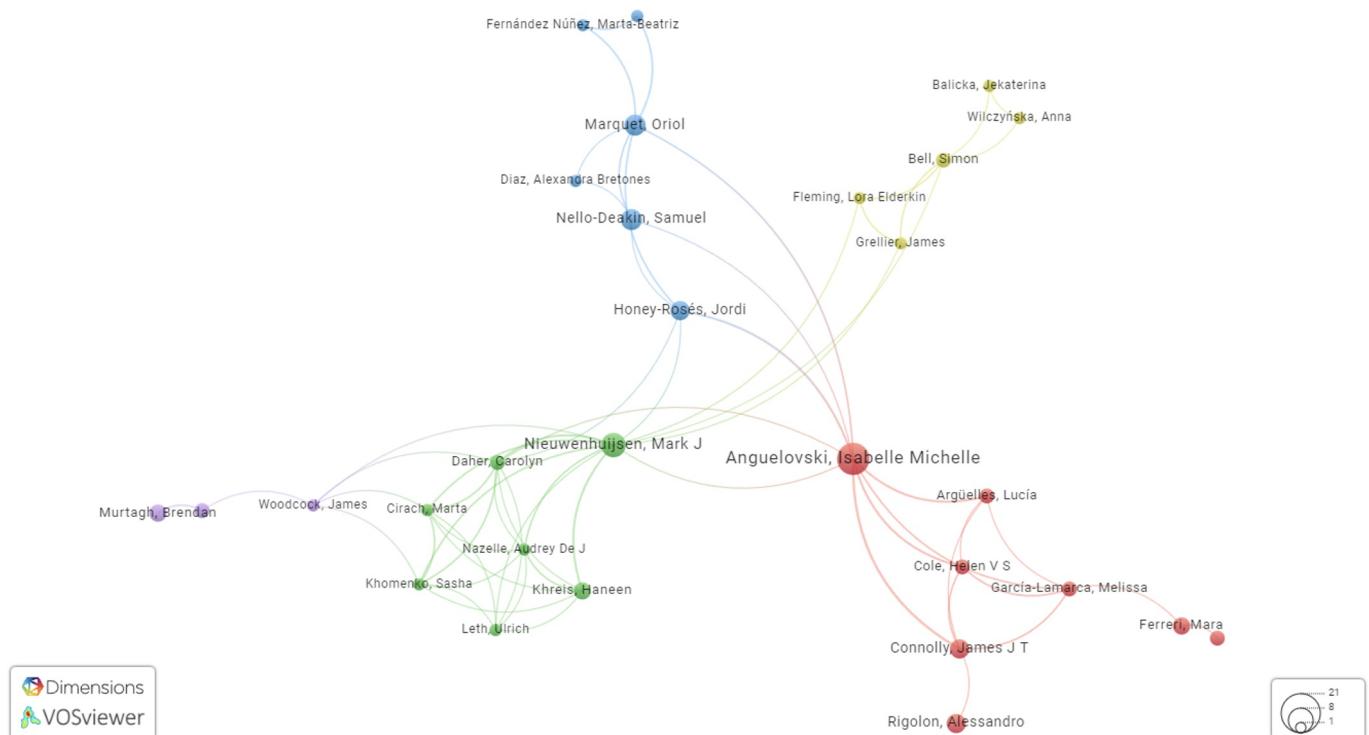 Fernández Núñez, Marta-Beatriz
Balicka, Jekaterina
Wilczyńska, Anna
Marquet, Oriol
Bell, Simon
Diaz, Alexandra Bretones
Fleming, Lora Elderkin
Nello-Deakin, Samuel
Grellier, James
Honey-Rosés, Jordi
Nieuwenhuijsen, Mark J
Anguelovski, Isabelle Michelle
Daher, Carolyn
Argüelles, Lucía
Woodcock, James
Cirach, Marta
Murtagh, Brendan
Nazelle, Audrey De J
Cole, Helen V S
Khomenko, Sasha
Khreis, Haneen
García-Lamarca, Melissa
Leth, Ulrich
Ferreri, Mara
Connolly, James J T
Rigolon, Alessandro
Dimensions
VOSviewer
21
8
1